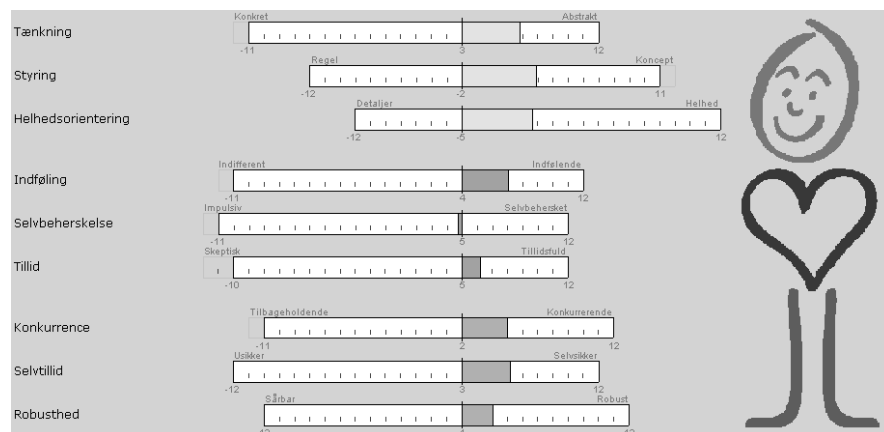 Konkret Abstrakt
Tænkning
-11 3 12
Regel Koncept
Styring
-12 -2 11
Detaljer Helhed
Helhedsorientering
-12 -5 12
Indifferent Indfølende
Indføling
-11 4 12
Impulsiv Selvbehersket
Selvbeherskelse
-11 5 12
Skeptisk Tillidsfuld
Tillid
-10 5 12
Tilbageholdende Konkurrerende
Konkurrence
-11 2 12
Usikker Selvsikker
Selvtillid
-12 3 12
Sårbar Robust
Robusthed